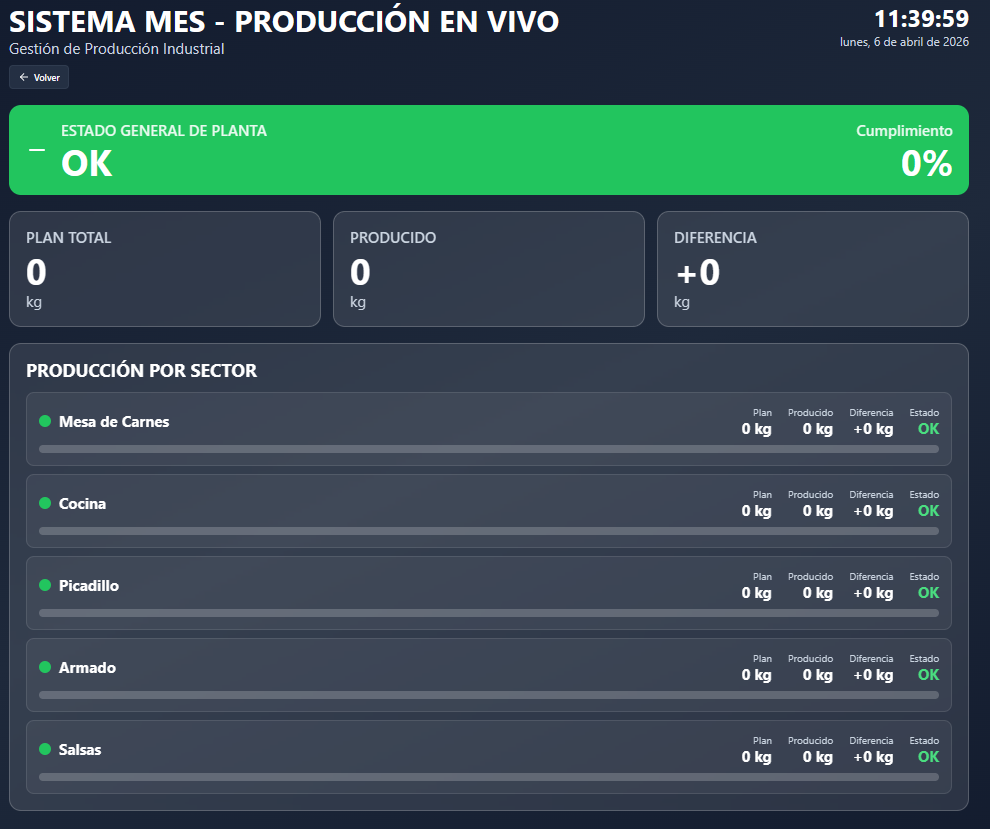 SISTEMA MES - PRODUCCIÓN EN VIVO
11:39:59
Gestión de Producción Industrial
lunes, 6 de abril de 2026
← Volver
ESTADO GENERAL DE PLANTA
Cumplimiento
OK
0%
PLAN TOTAL
0
kg
PRODUCIDO
0
kg
DIFERENCIA
+0
kg
PRODUCCIÓN POR SECTOR
Mesa de Carnes
Plan Producido Diferencia Estado
0 kg 0 kg +0 kg OK
Cocina
Plan Producido Diferencia Estado
0 kg 0 kg +0 kg OK
Picadillo
Plan Producido Diferencia Estado
0 kg 0 kg +0 kg OK
Armado
Plan Producido Diferencia Estado
0 kg 0 kg +0 kg OK
Salsas
Plan Producido Diferencia Estado
0 kg 0 kg +0 kg OK